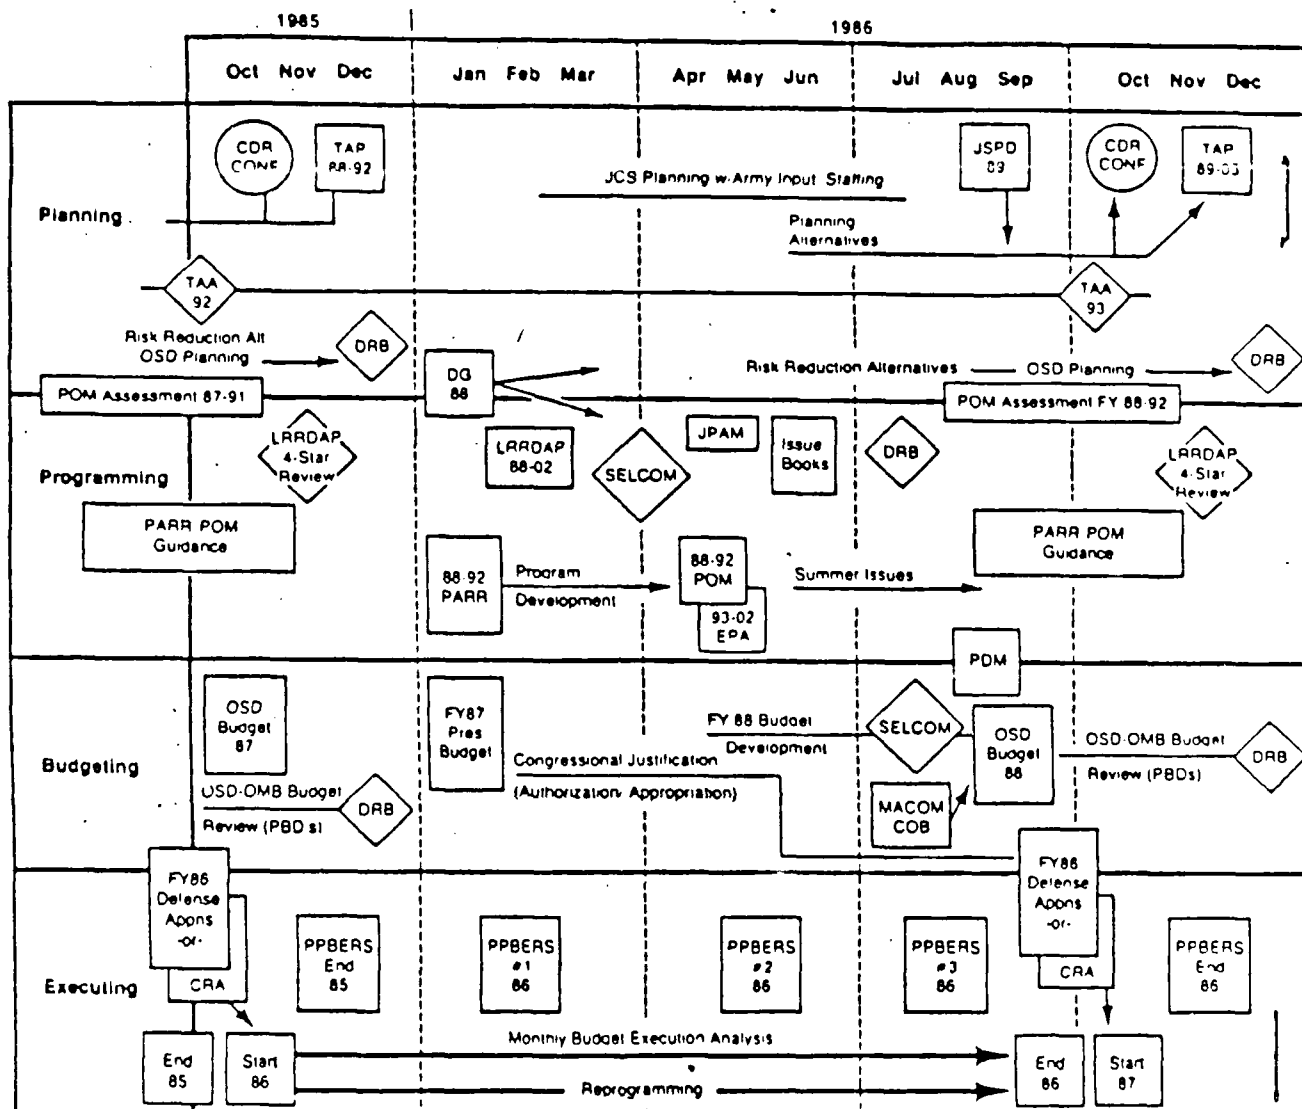 1985
1986
Oct Nov Dec
Jan Feb Mar
Apr May Jun
Jul Aug Sep
Oct Nov Dec
Planning
CDR
CONF
TAP
88-92
JCS Planning w-Army Input Staffing
JSPD
89
CDR
CONF
TAP
Planning
Alternatives
TAA
92
TAA
93
Risk Reduction Alt
OSD Planning
DRB
DG
88
Risk Reduction Alternatives
OSD Planning
DRB
POM Assessment 87-91
POM Assessment FY 88-92
Programming
LRRDAP
4-Star
Review
LRRDAP
88-02
SELCOM
JPAM
Issue
Books
DRB
LRRDAP
4-Star
Review
PARR POM
Guidance
PARR POM
Guidance
88-92
PARR
Program
Development
88-92
POM
93-02
EPA
Summer Issues
PDM
Budgeting
OSD
Budget
87
OSD-OMB Budget
Review (PBD s)
DRB
FY87
Pres
Budget
Congressional Justification
(Authorization/ Appropriation)
FY 88 Budget
Development
SELCOM
MACOM
COB
OSD
Budget
88
OSD-OMB Budget
Review (PBDs)
DRB
Executing
FY86
Defense
Appns
-or-
CRA
PPBERS
End
85
PPBERS
#1
86
PPBERS
#2
86
PPBERS
#3
86
FY86
Defense
Appns
-or-
CRA
PPBERS
End
86
End
85
Start
86
Monthly Budget Execution Analysis
Reprogramming
End
86
Start
87